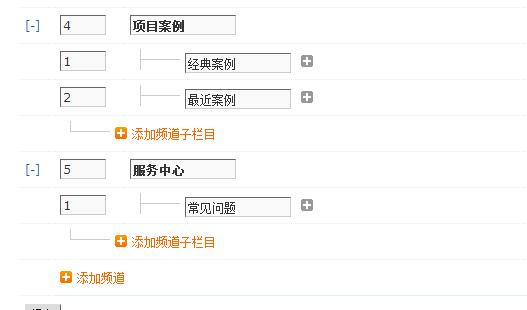 [-] 4 项目案例
1 经典案例
2 最近案例
添加频道子栏目
[-] 5 服务中心
1 常见问题
添加频道子栏目
添加频道